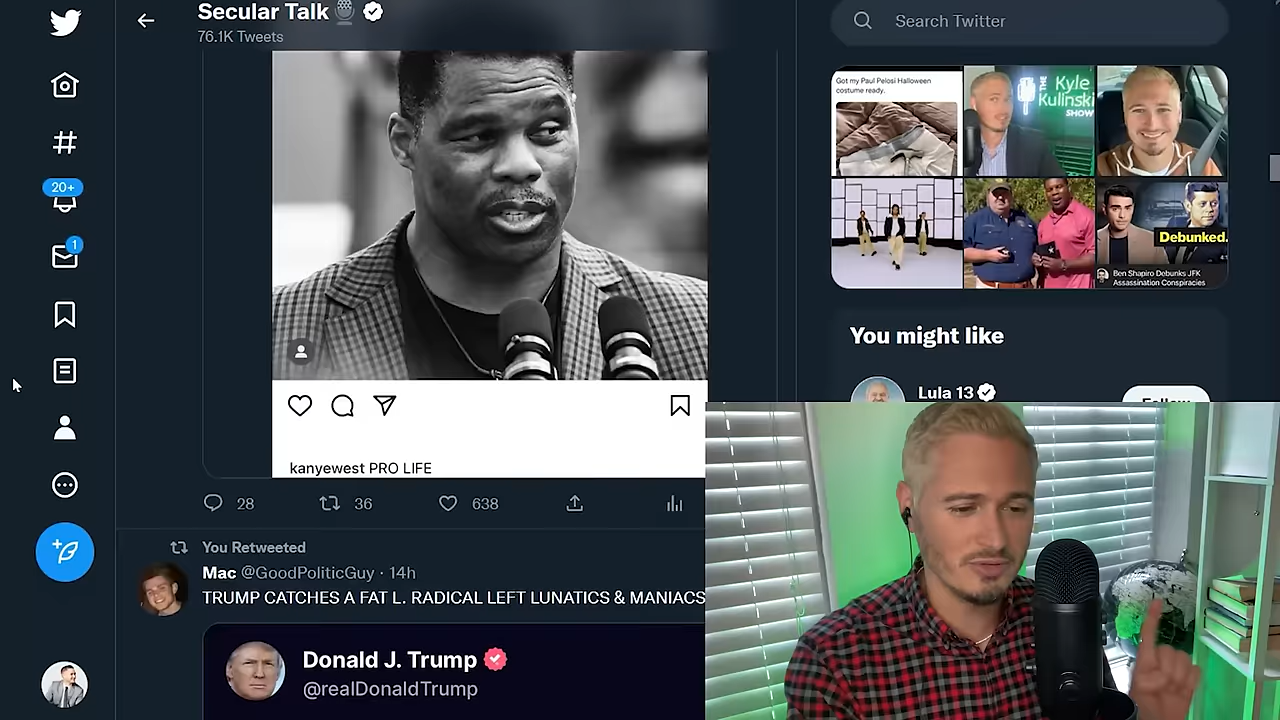 Secular Talk
76.1K Tweets
20+
1
kanyewest PRO LIFE
28
36
638
You Retweeted
Mac @GoodPoliticGuy · 14h
TRUMP CATCHES A FAT L. RADICAL LEFT LUNATICS & MANIACS
Donald J. Trump
@realDonaldTrump
Search Twitter
Got my Paul Pelosi Halloween
costume ready.
THE
Kyle
Kulinski
SHOW
Debunked.
Ben Shapiro Debunks JFK
Assassination Conspiracies
You might like
Lula 13
Follow